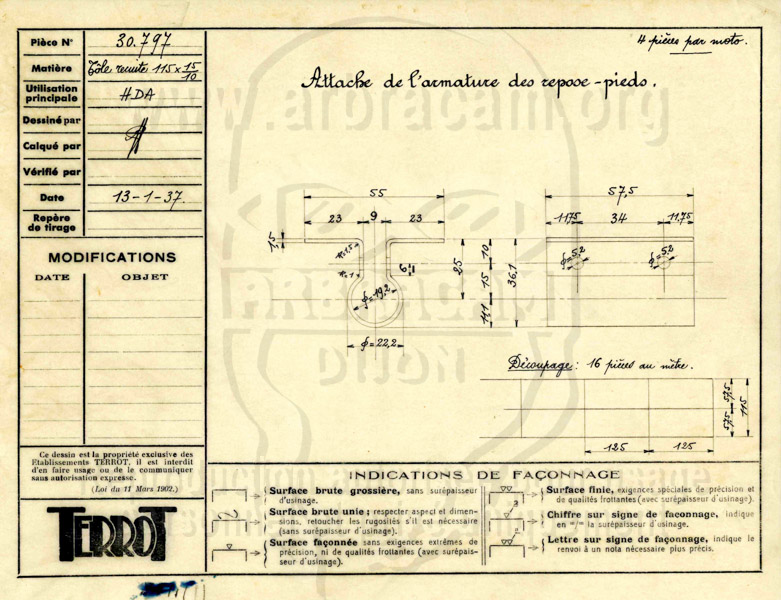 Pièce N° 30.797
Matière Tôle recuite 115 x 15/10
Utilisation
principale HDA
Dessiné par
Calqué par
Vérifié par
Date 13-1-37.
Repère
de tirage
MODIFICATIONS
DATE OBJET
Ce dessin est la propriété exclusive des
Etablissements TERROT, il est interdit
d'en faire usage ou de le communiquer
sans autorisation expresse.
(Loi du 11 Mars 1902.)
TERROT
4 pièces par moto.
Attache de l'armature des repose-pieds.
www.arbracam.org
ARBRACAM
DIJON
55
23 9 23
1,5
R=1,5
R=1
6,1
φ=19,2
φ=22,2
25
10
15
11,1
36,1
57,5
11,75 34 11,75
φ=5,2 φ=5,2
Découpage : 16 pièces au mètre.
57,5
57,5
115
125 125
INDICATIONS DE FAÇONNAGE
Surface brute grossière, sans surépaisseur
d'usinage.
Surface brute unie ; respecter aspect et dimen-
sions, retoucher les rugosités s'il est nécessaire
(sans surépaisseur d'usinage).
Surface façonnée sans exigences extrêmes de
précision, ni de qualités frottantes (avec surépais-
seur d'usinage).
Surface finie, exigences spéciales de précision et
de qualités frottantes (avec surépaisseur d'usinage).
Chiffre sur signe de faconnage, indique
en m/m la surépaisseur d'usinage.
Lettre sur signe de façonnage, indique le
renvoi à un nota nécessaire plus précis.